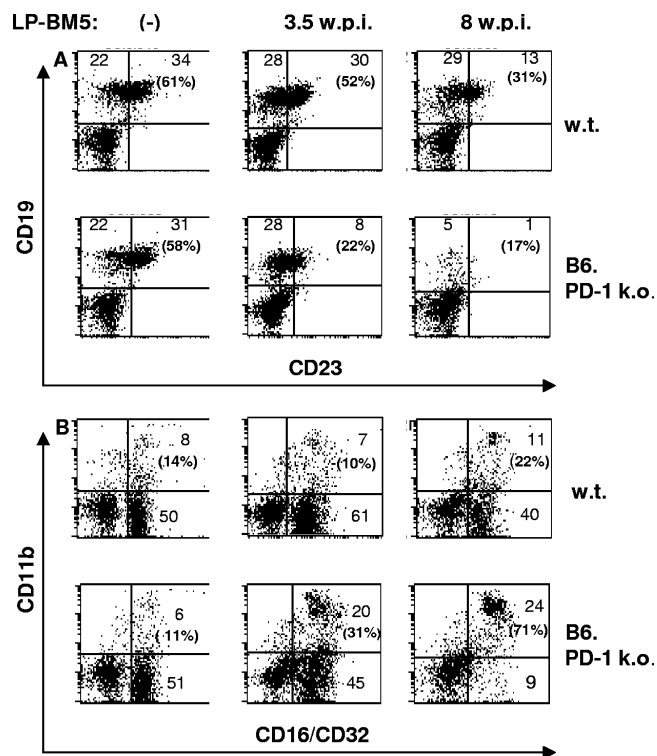 LP-BM5: (-) 3.5 w.p.i. 8 w.p.i.
A
22 34 (61%)
28 30 (52%)
29 13 (31%)
w.t.
22 31 (58%)
28 8 (22%)
5 1 (17%)
B6.
PD-1 k.o.
CD19
CD23
B
8 (14%) 50
7 (10%) 61
11 (22%) 40
w.t.
6 ( 11%) 51
20 (31%) 45
24 (71%) 9
B6.
PD-1 k.o.
CD11b
CD16/CD32